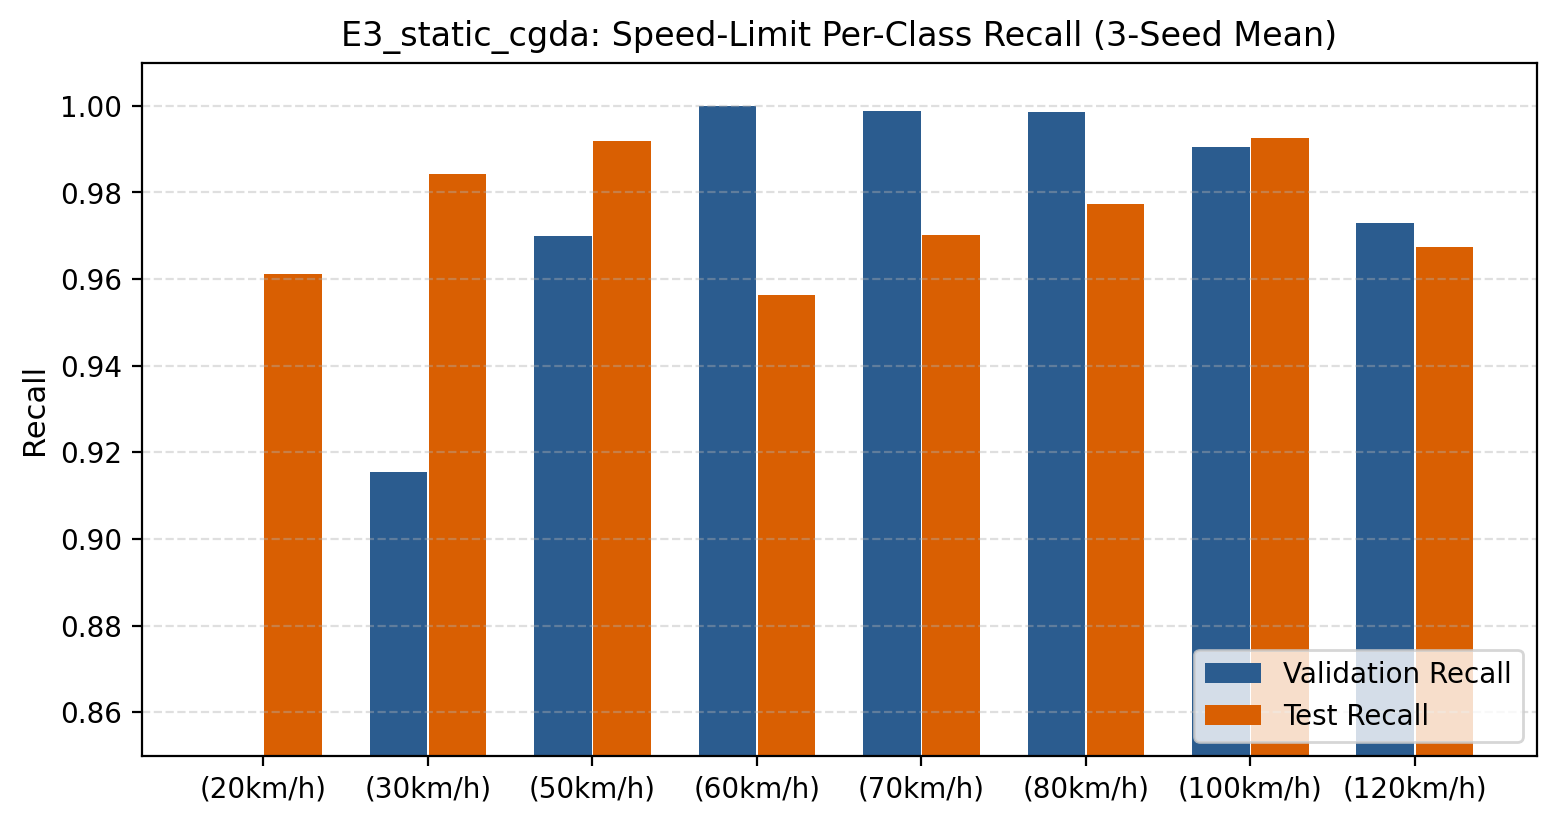 E3_static_cgda: Speed-Limit Per-Class Recall (3-Seed Mean)
Recall
1.00
0.98
0.96
0.94
0.92
0.90
0.88
0.86
(20km/h) (30km/h) (50km/h) (60km/h) (70km/h) (80km/h) (100km/h) (120km/h)
Validation Recall
Test Recall